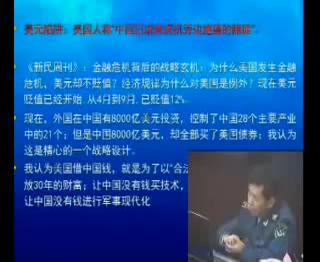 美元陷阱：美国人称“中国已成美国
《新民周刊》：金融危机背后的战略玄机：为什么美国发生金融
危机，美元却不贬值？经济规律为什么对美国是例外？现在美元
贬值已经开始.从4月到9月.已贬值12%.
现在，外国在中国有8000亿美元投资，控制了中国28个主要产业
中的21个；但是中国8000亿美元，却全部买了美国债券；我认为
这是精心的一个战略设计。
我认为美国借中国钱，就是为了以“合法
放30年的财富；让中国没有钱买技术，
让中国没有钱进行军事现代化